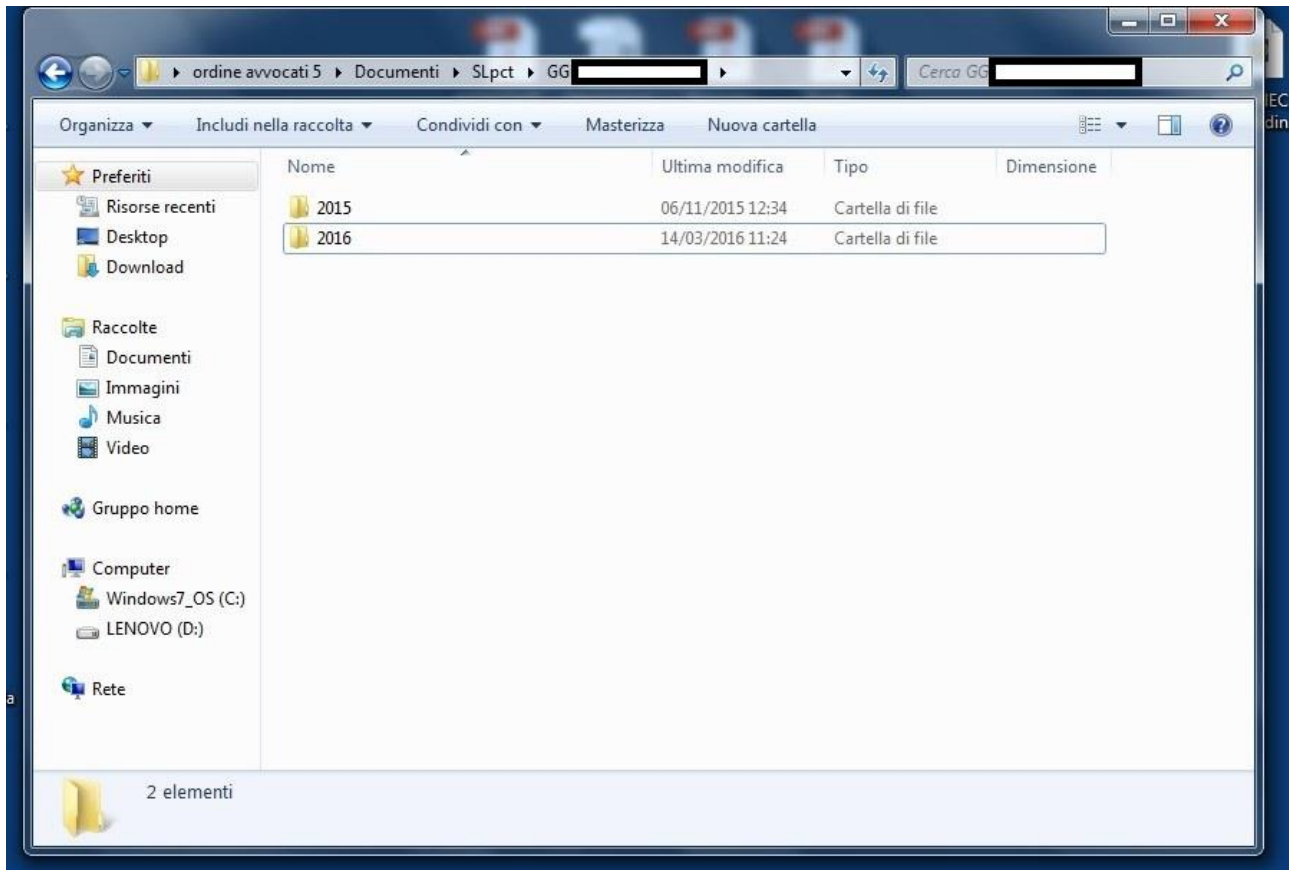 ordine avvocati 5 Documenti SLpct GG
Cerca GG
Organizza Includi nella raccolta Condividi con Masterizza Nuova cartella
Nome Ultima modifica Tipo Dimensione
Preferiti
Risorse recenti
Desktop
Download
Raccolte
Documenti
Immagini
Musica
Video
Gruppo home
Computer
Windows7_OS (C:)
LENOVO (D:)
Rete
2015 06/11/2015 12:34 Cartella di file
2016 14/03/2016 11:24 Cartella di file
2 elementi